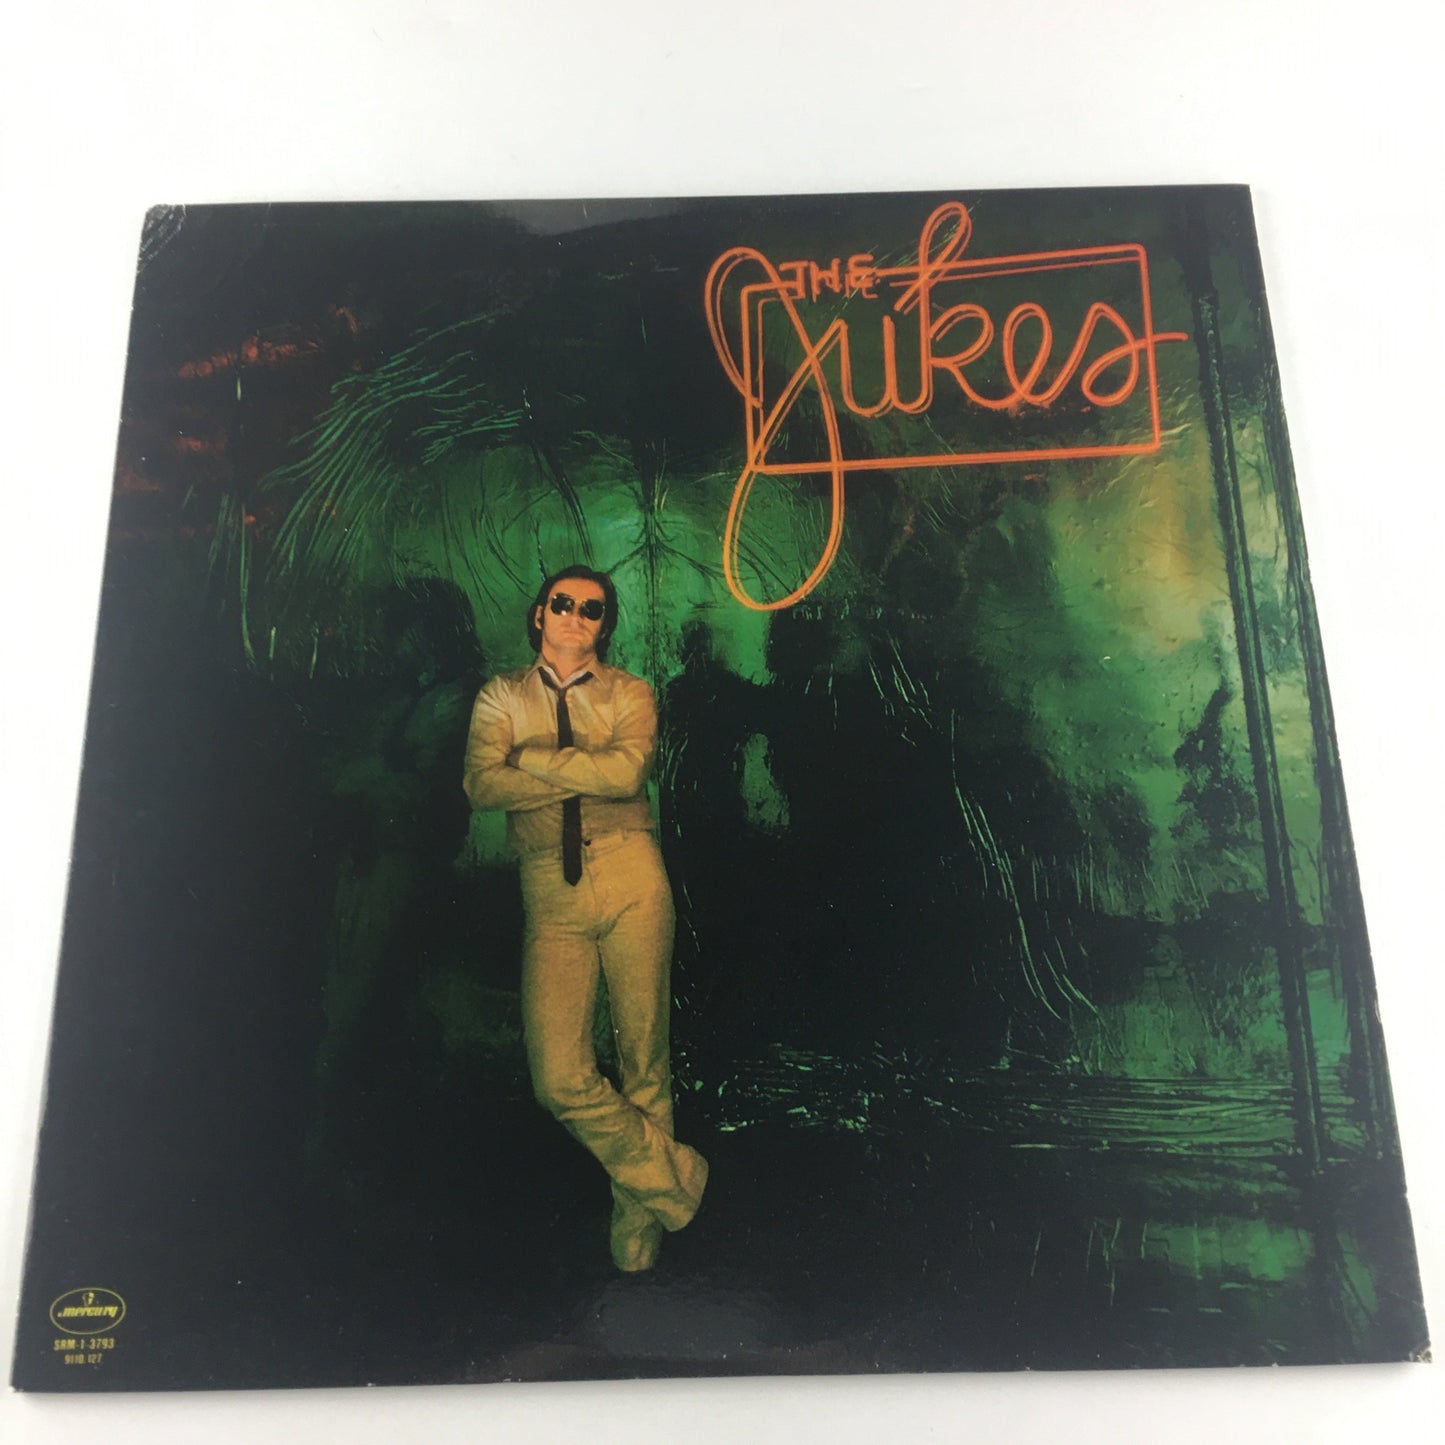 THE
Jukes
mercury
SRM-1-3793
9110.127